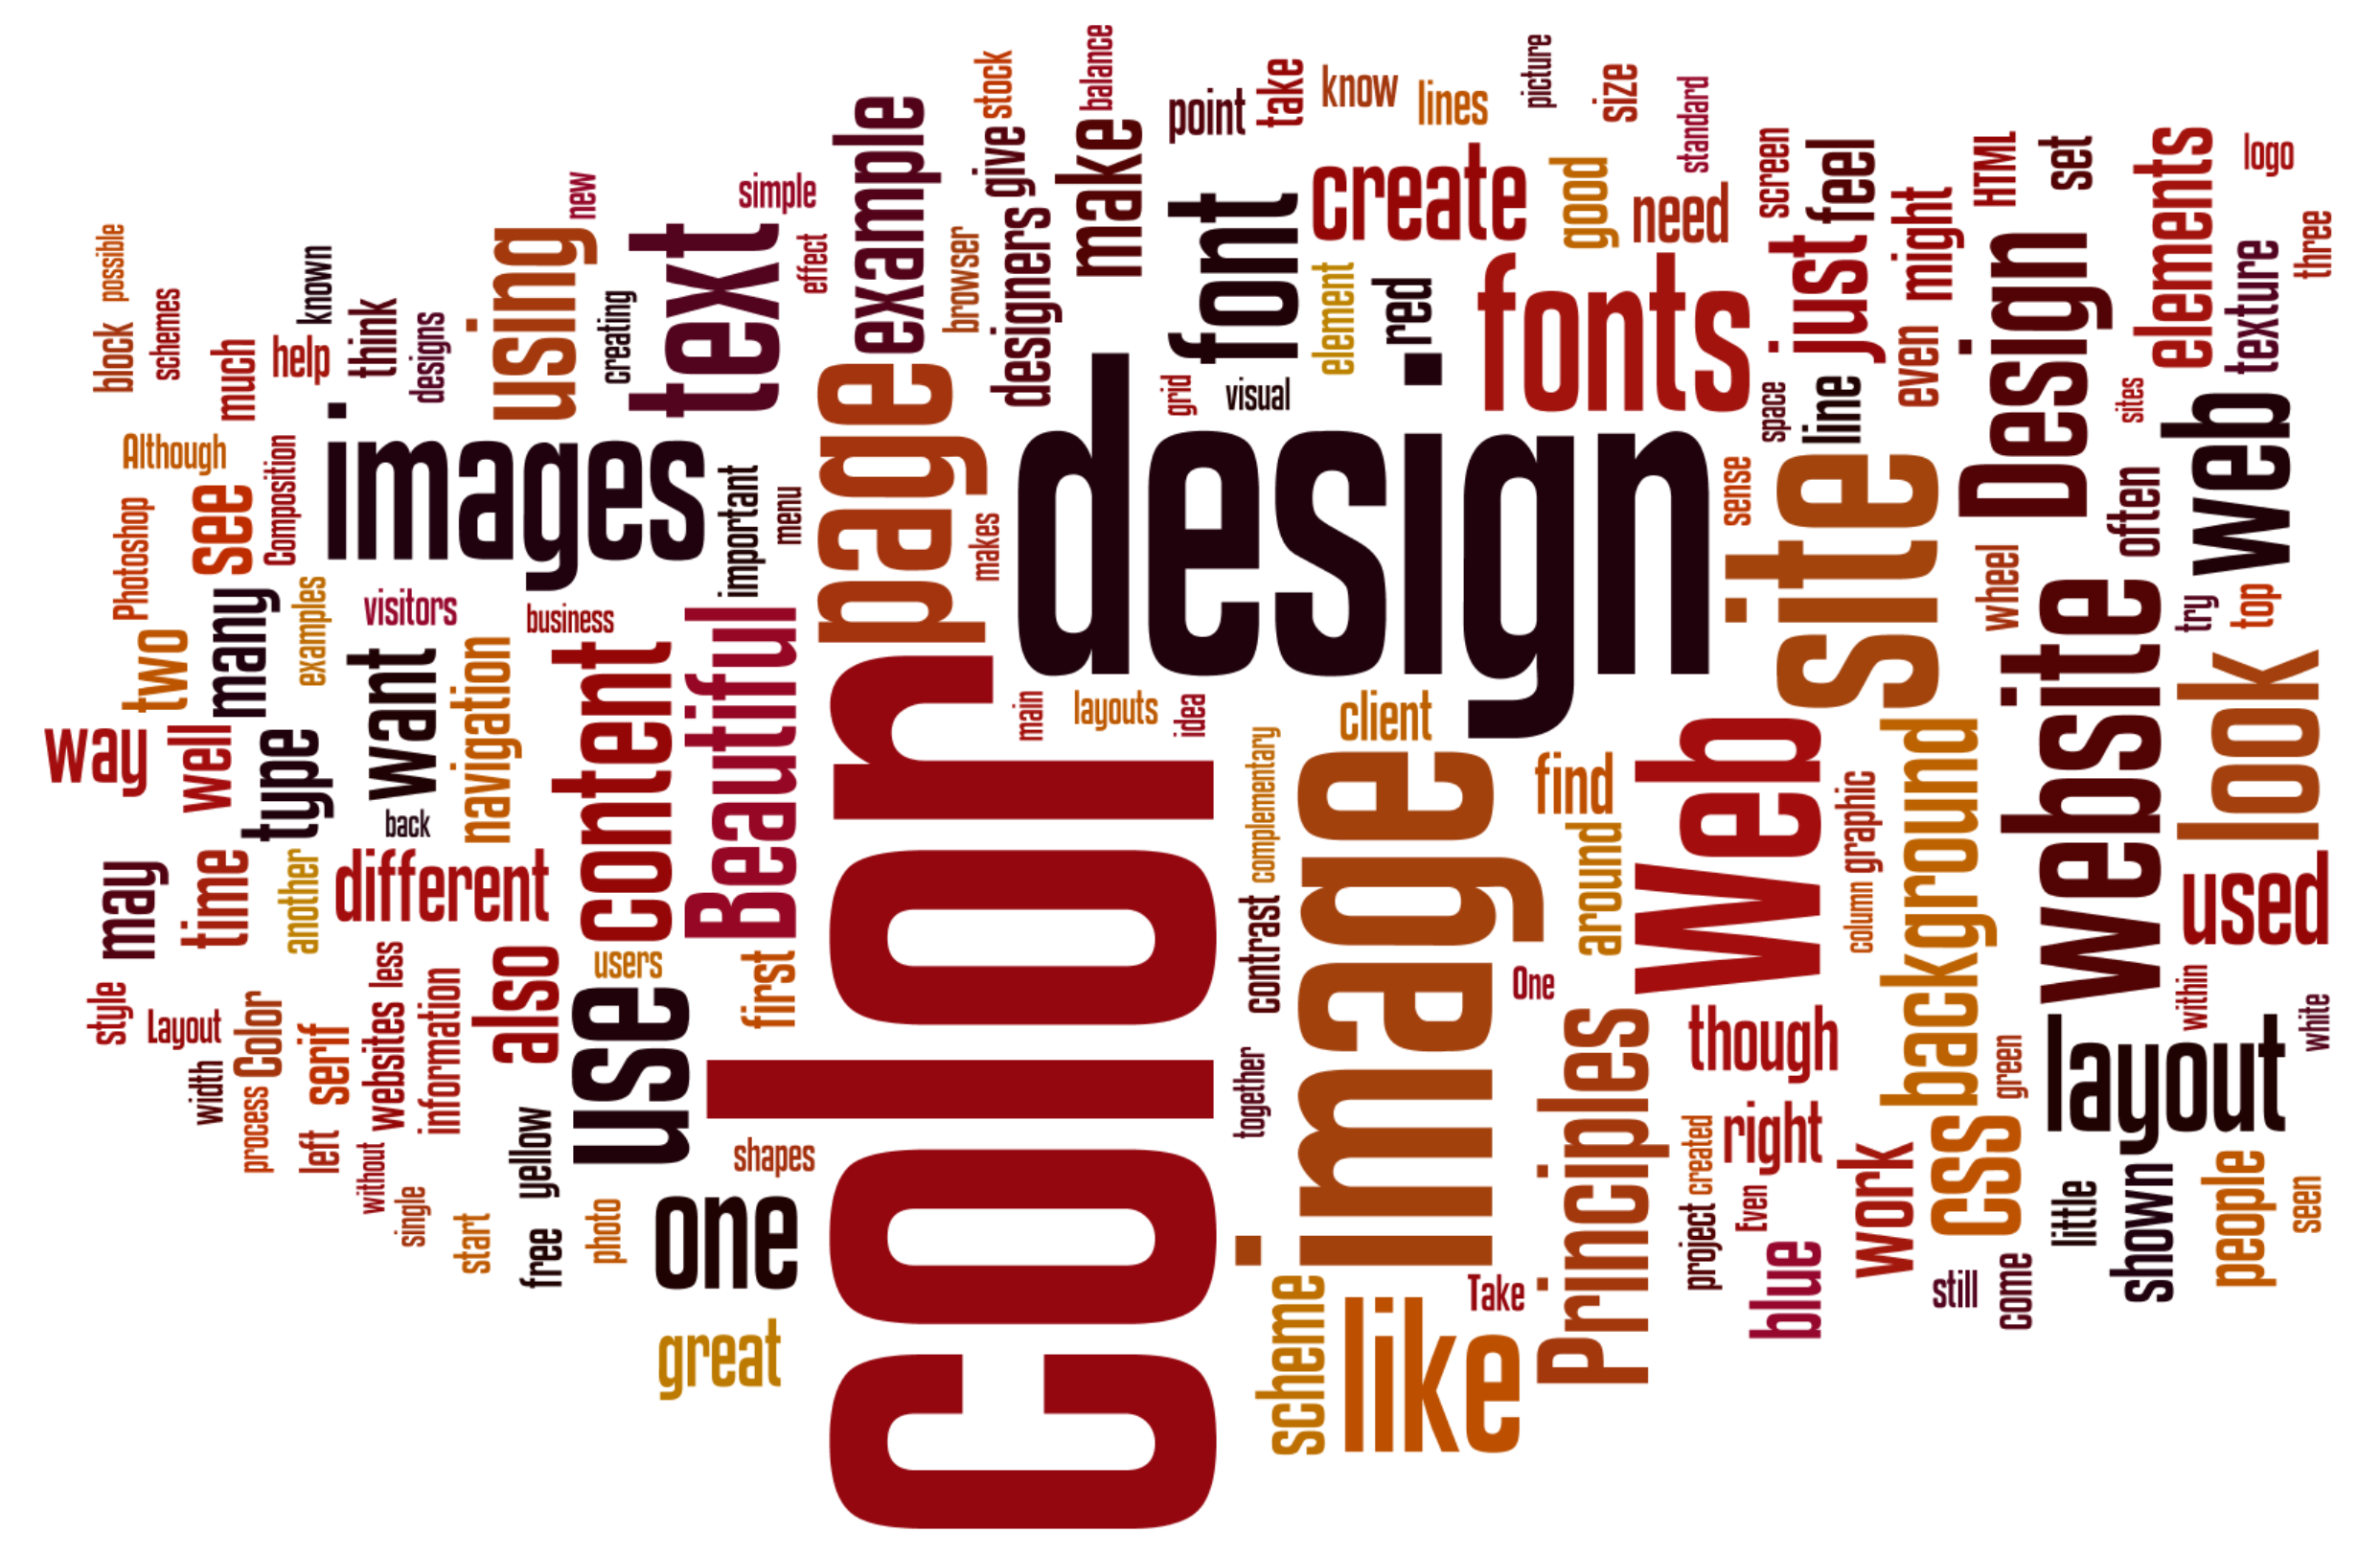 balance
stock
picture
take
know
lines
size
point
standard
example
give
make
simple
new
text
effect
browser
designers
font
create
good
need
screen
feel
just
might
HTML
set
elements
logo
three
texture
possible
block
schemes
known
much
help
think
designs
using
creating
element
red
fonts
even
Design
sites
web
grid
visual
space
line
Although
Photoshop
see
Composition
images
important
menu
page
makes
design
sense
site
wheel
often
try
top
two
many
examples
visitors
business
want
navigation
content
Beautiful
color
main
layouts
idea
client
website
look
way
well
type
back
complementary
image
find
around
Web
graphic
column
background
may
time
another
different
used
contrast
style
Layout
width
Color
process
serif
left
less
websites
without
information
single
also
users
use
first
One
Principles
though
green
layout
within
white
together
yellow
free
shapes
photo
start
one
project
created
Even
right
work
css
little
shown
people
seen
great
scheme
like
Take
blue
still
come